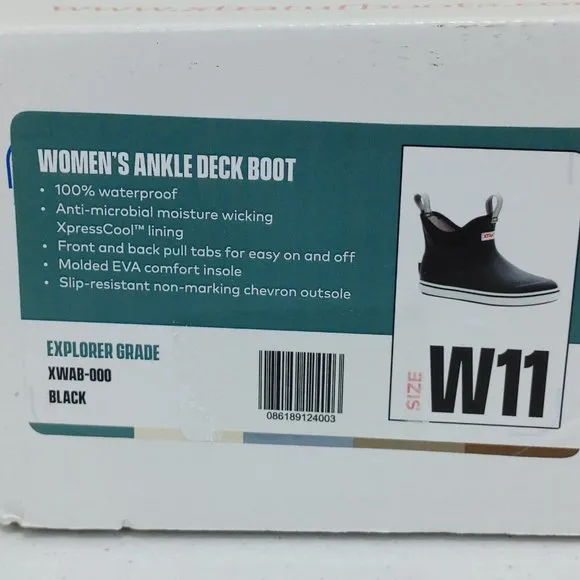 WOMEN'S ANKLE DECK BOOT
• 100% waterproof
• Anti-microbial moisture wicking
XpressCool™ lining
• Front and back pull tabs for easy on and off
• Molded EVA comfort insole
• Slip-resistant non-marking chevron outsole
EXPLORER GRADE
XWAB-000
BLACK
086189124003
SIZE
W11